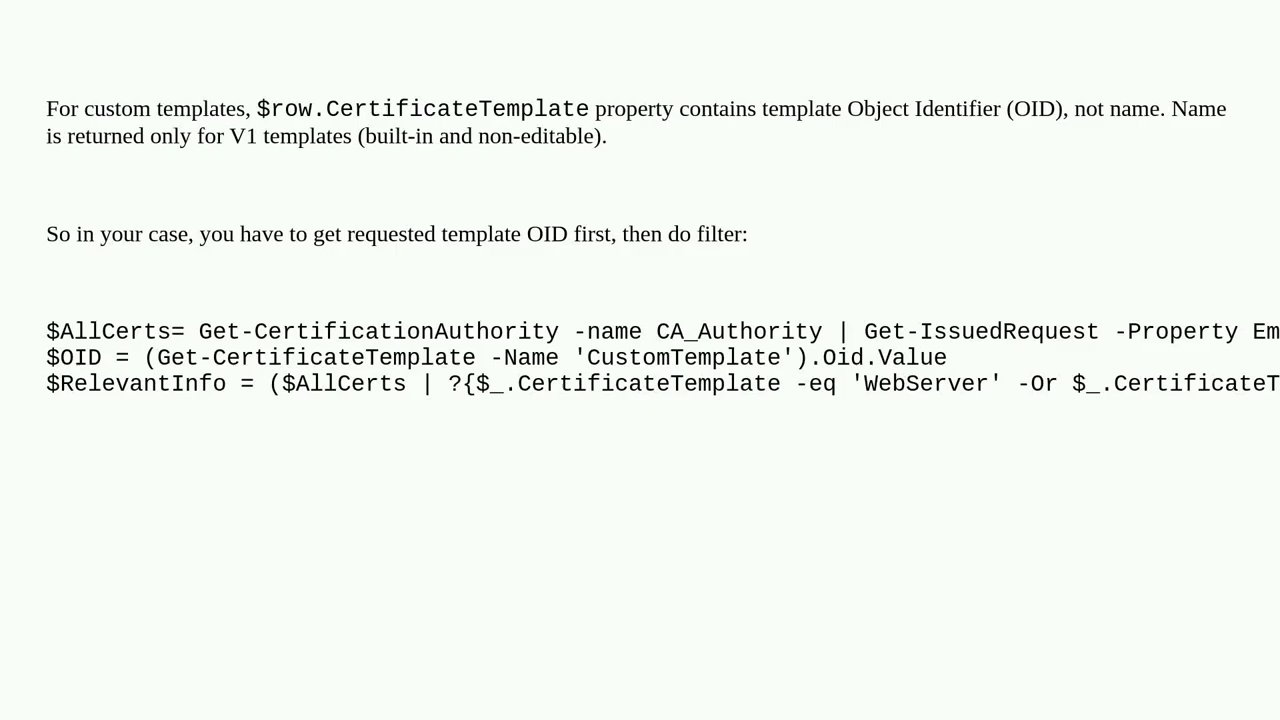 For custom templates, $row.CertificateTemplate property contains template Object Identifier (OID), not name. Name
is returned only for V1 templates (built-in and non-editable).
So in your case, you have to get requested template OID first, then do filter:
$AllCerts= Get-CertificationAuthority -name CA_Authority | Get-IssuedRequest -Property Em
$OID = (Get-CertificateTemplate -Name 'CustomTemplate').Oid.Value
$RelevantInfo = ($AllCerts | ?{$_.CertificateTemplate -eq 'WebServer' -Or $_.CertificateT